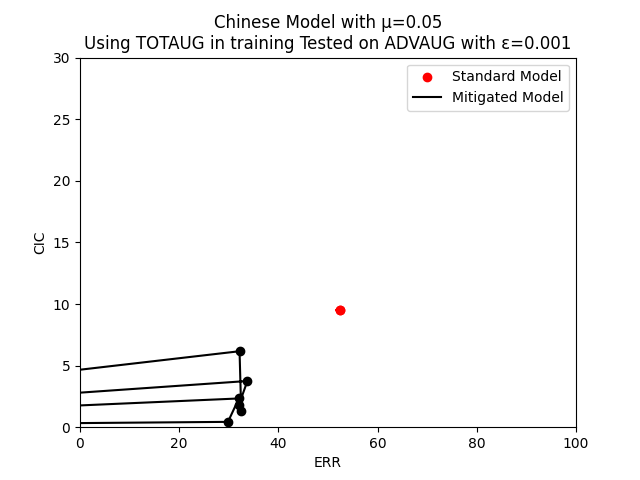 Chinese Model with μ=0.05
Using TOTAUG in training Tested on ADVAUG with ε=0.001
30
25
20
15
10
5
0
CIC
Standard Model
Mitigated Model
0 20 40 60 80 100
ERR